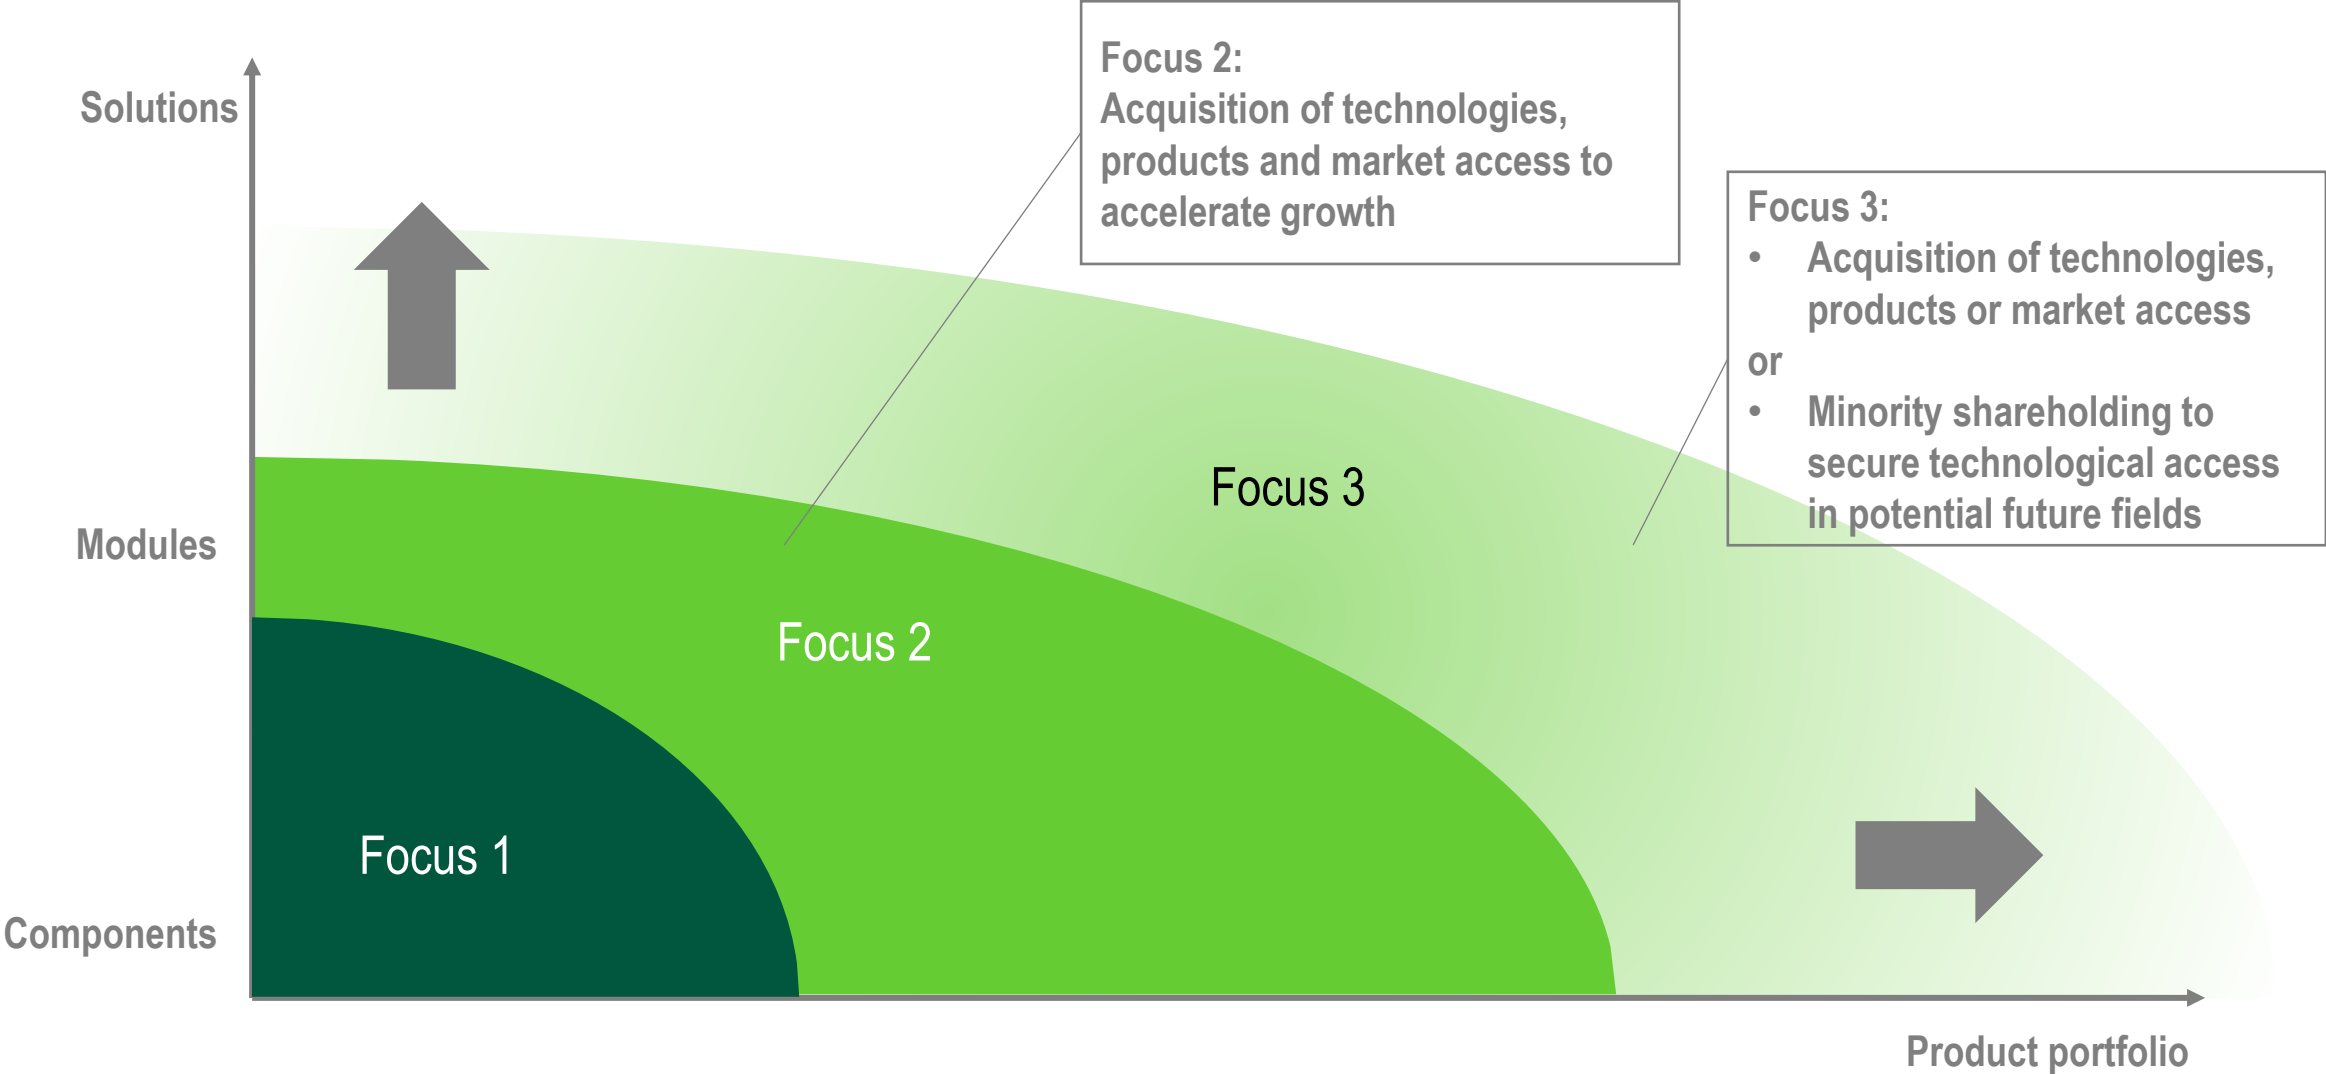 Focus 2:
Acquisition of technologies,
products and market access to
accelerate growth
Solutions
Focus 3:
• Acquisition of technologies,
products or market access
or
• Minority shareholding to
secure technological access
in potential future fields
Focus 3
Modules
Focus 2
Focus 1
Components
Product portfolio